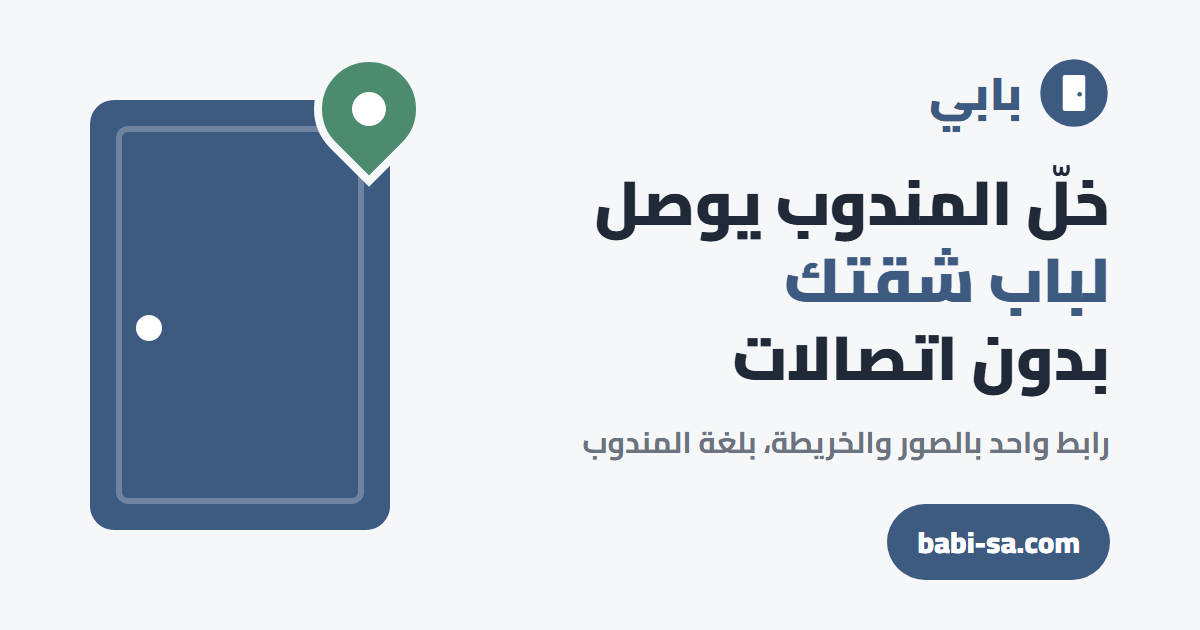 بابي
خلّ المندوب يوصل
لباب شقتك
بدون اتصالات
رابط واحد بالصور والخريطة، بلغة المندوب
babi-sa.com